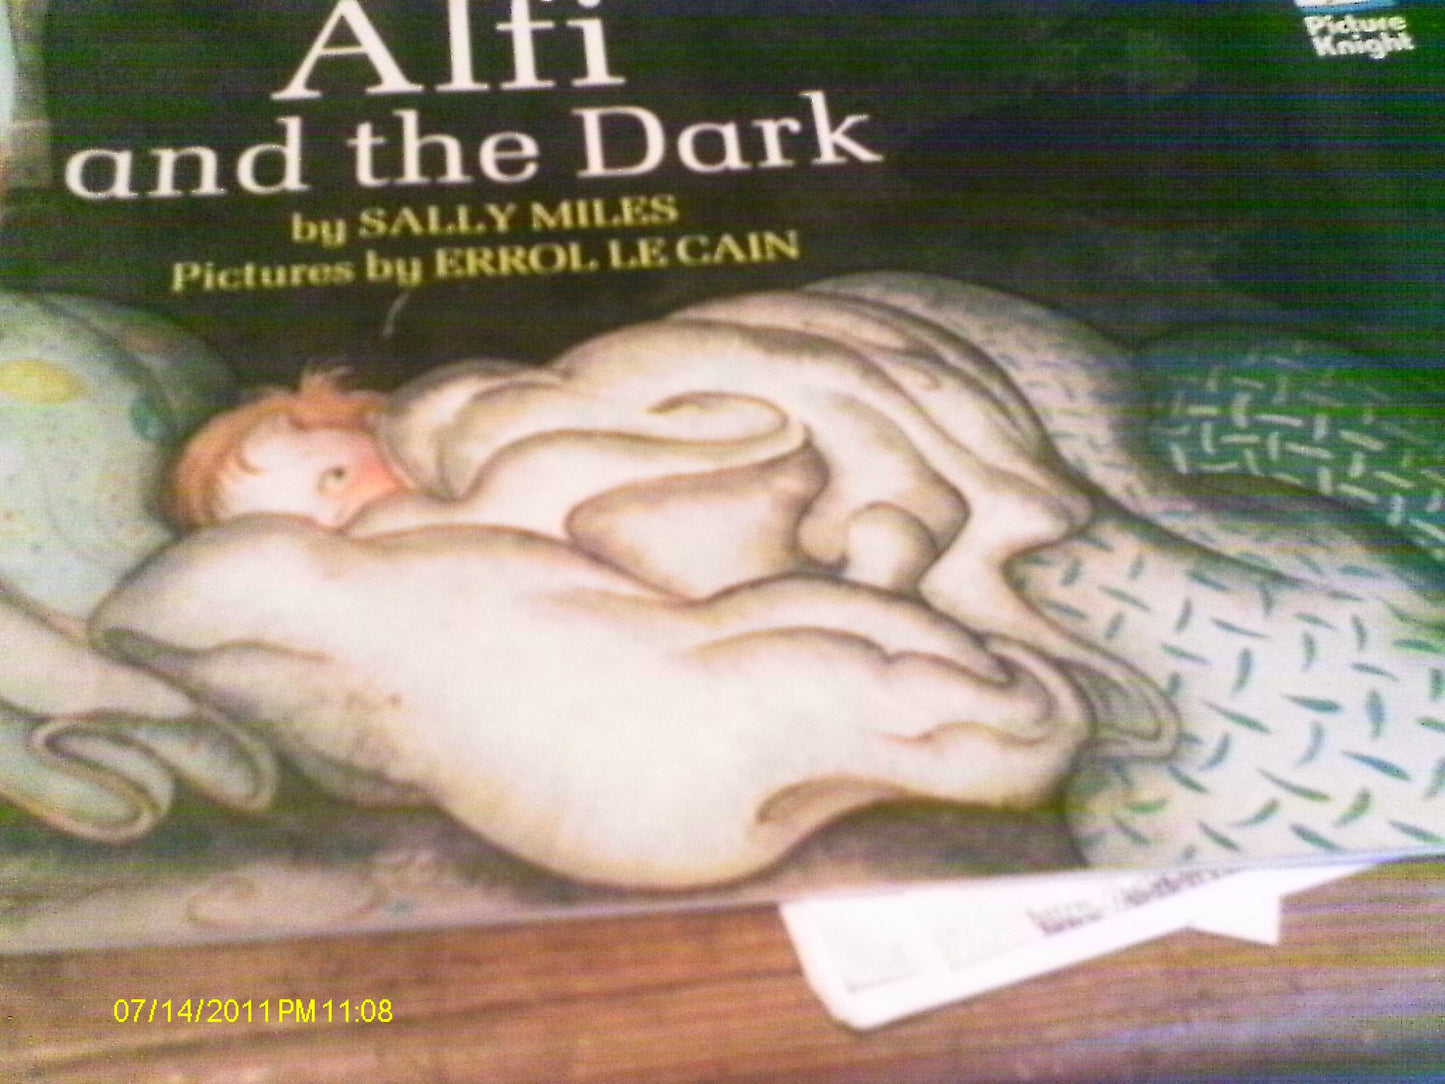 Picture
Knight
Alfi
and the Dark
by SALLY MILES
Pictures by ERROL LE CAIN
07/14/2011 PM 11:08